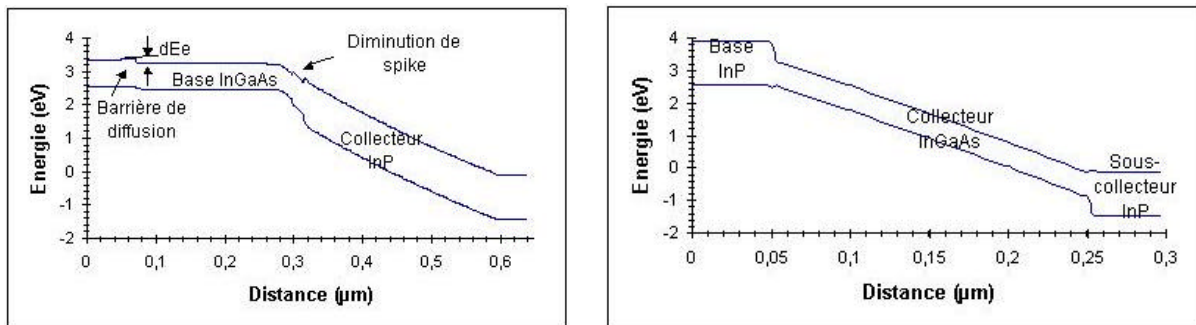 Energie (eV)
4
3
2
1
0
-1
-2
dEe
Base InGaAs
Barrière de
diffusion
Diminution de
spike
Collecteur
InP
0
0,1
0,2
0,3
0,4
0,5
0,6
Distance (µm)
Energie (eV)
4
3
2
1
0
-1
-2
Base
InP
Collecteur
InGaAs
Sous-
collecteur
InP
0
0,05
0,1
0,15
0,2
0,25
0,3
Distance (µm)